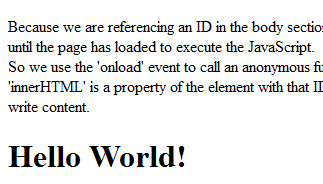 Because we are referencing an ID in the body
until the page has loaded to execute the JavaScript.
So we use the 'onload' event to call an anonymous
'innerHTML' is a property of the element with that
write content.
Hello World!